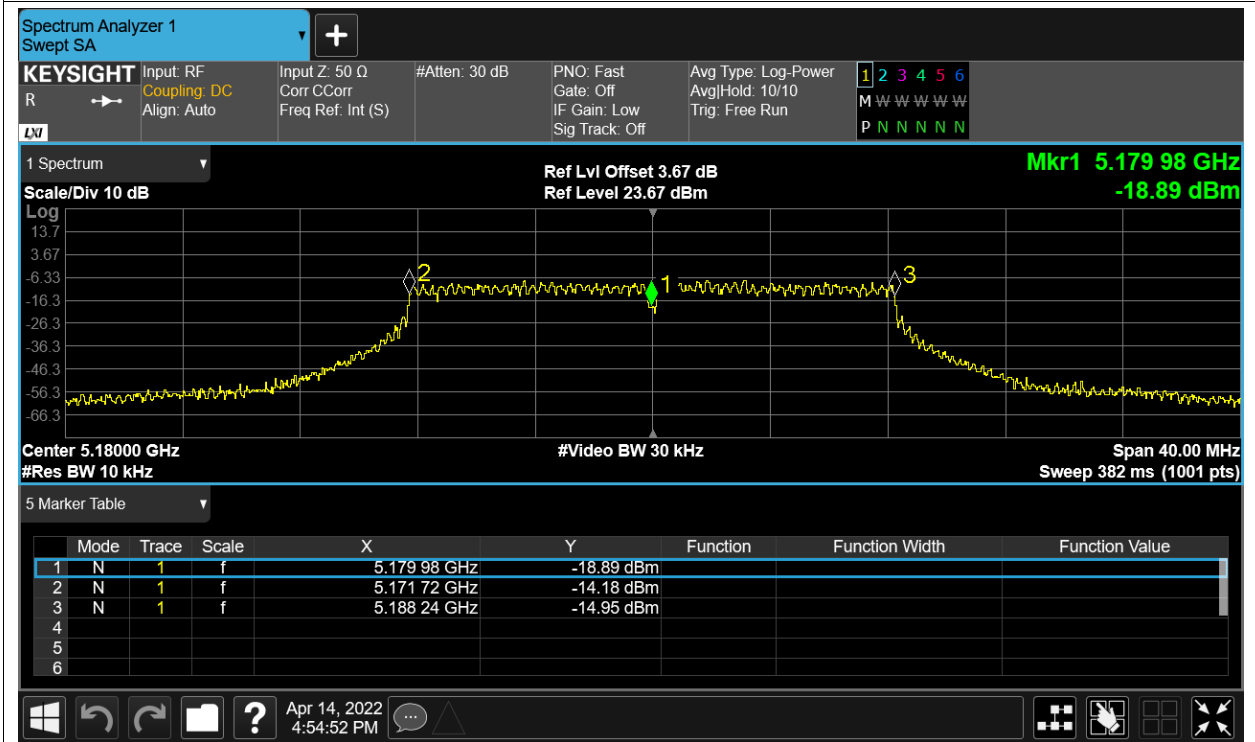 Spectrum Analyzer 1
Swept SA
+
KEYSIGHT Input: RF Input Z: 50 Ω #Atten: 30 dB PNO: Fast Avg Type: Log-Power 1 2 3 4 5 6
R Coupling: DC Corr CCorr Gate: Off Avg|Hold: 10/10 M W W W W W
Align: Auto Freq Ref: Int (S) IF Gain: Low Trig: Free Run
LXI Sig Track: Off P N N N N N
1 Spectrum Ref Lvl Offset 3.67 dB Mkr1 5.179 98 GHz
Scale/Div 10 dB Ref Level 23.67 dBm -18.89 dBm
Log
13.7
3.67
-6.33
-16.3
-26.3
-36.3
-46.3
-56.3
-66.3
2
1
3
Center 5.18000 GHz #Video BW 30 kHz Span 40.00 MHz
#Res BW 10 kHz Sweep 382 ms (1001 pts)
5 Marker Table
Mode Trace Scale X Y Function Function Width Function Value
1 N 1 f 5.179 98 GHz -18.89 dBm
2 N 1 f 5.171 72 GHz -14.18 dBm
3 N 1 f 5.188 24 GHz -14.95 dBm
4
5
6
? Apr 14, 2022
4:54:52 PM